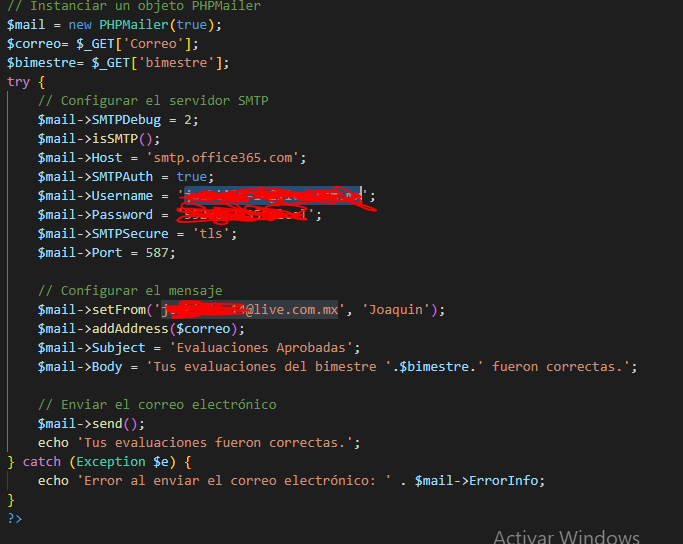 // Instanciar un objeto PHPMailer
$mail = new PHPMailer(true);
$correo= $_GET['Correo'];
$bimestre= $_GET['bimestre'];
try {
// Configurar el servidor SMTP
$mail->SMTPDebug = 2;
$mail->isSMTP();
$mail->Host = 'smtp.office365.com';
$mail->SMTPAuth = true;
$mail->Username = '';
$mail->Password = '';
$mail->SMTPSecure = 'tls';
$mail->Port = 587;
// Configurar el mensaje
$mail->setFrom('@live.com.mx', 'Joaquin');
$mail->addAddress($correo);
$mail->Subject = 'Evaluaciones Aprobadas';
$mail->Body = 'Tus evaluaciones del bimestre '.$bimestre.' fueron correctas.';
// Enviar el correo electrónico
$mail->send();
echo 'Tus evaluaciones fueron correctas.';
} catch (Exception $e) {
echo 'Error al enviar el correo electrónico: ' . $mail->ErrorInfo;
}
?>
Activar Windows